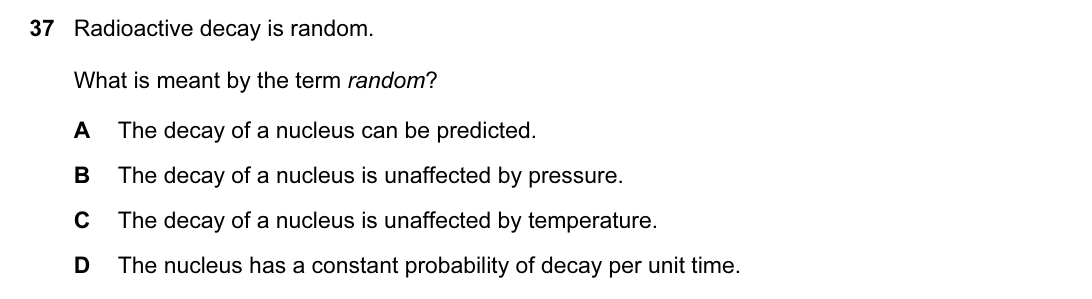 37 Radioactive decay is random.
What is meant by the term random?
A The decay of a nucleus can be predicted.
B The decay of a nucleus is unaffected by pressure.
C The decay of a nucleus is unaffected by temperature.
D The nucleus has a constant probability of decay per unit time.